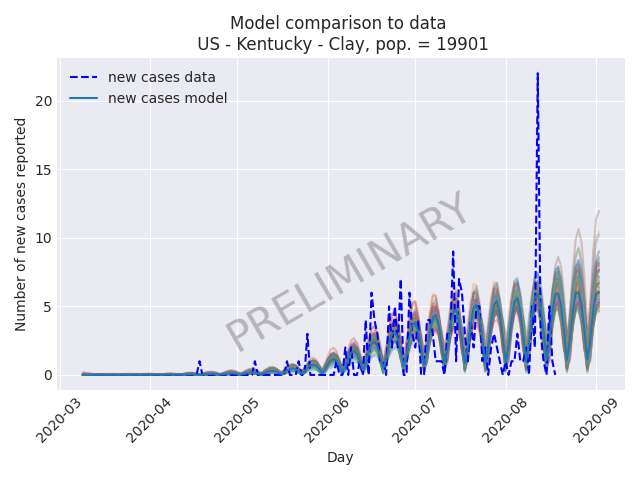 Model comparison to data
US - Kentucky - Clay, pop. = 19901
new cases data
new cases model
PRELIMINARY
Number of new cases reported
20
15
10
5
0
2020-03
2020-04
2020-05
2020-06
2020-07
2020-08
2020-09
Day